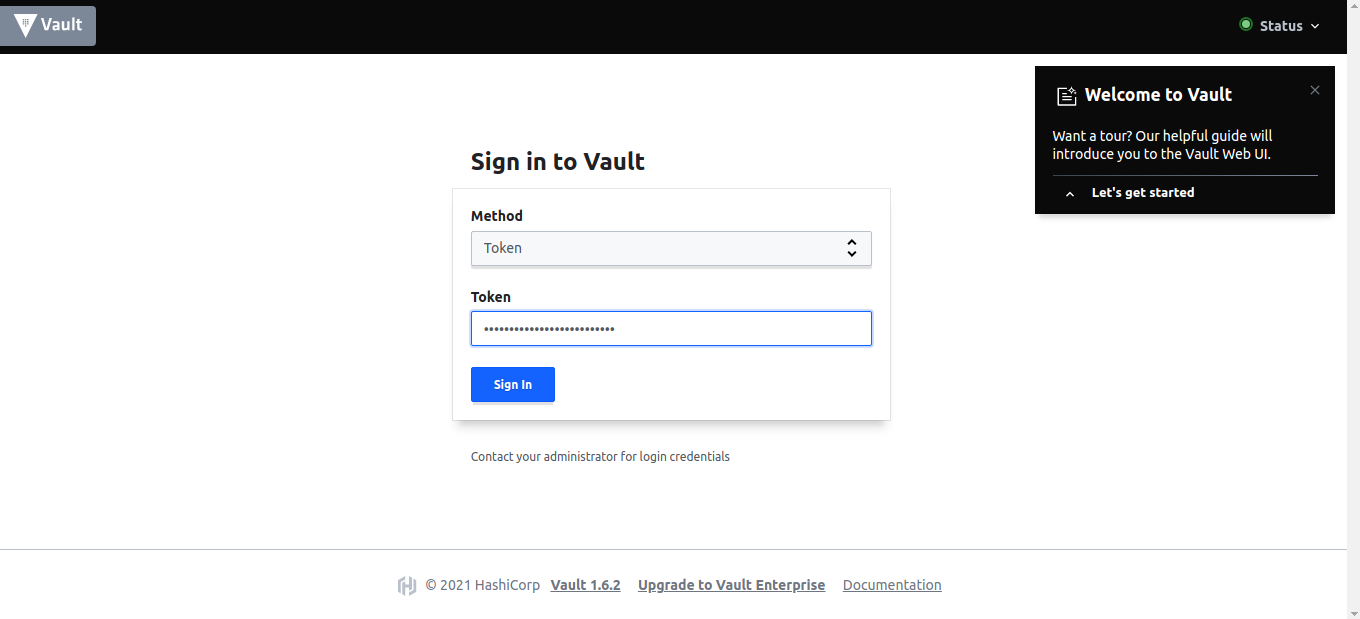 Vault
Status
Welcome to Vault
Want a tour? Our helpful guide will
introduce you to the Vault Web UI.
Let's get started
Sign in to Vault
Method
Token
Token
••••••••••••••••••••••••••
Sign In
Contact your administrator for login credentials
© 2021 HashiCorp Vault 1.6.2 Upgrade to Vault Enterprise Documentation